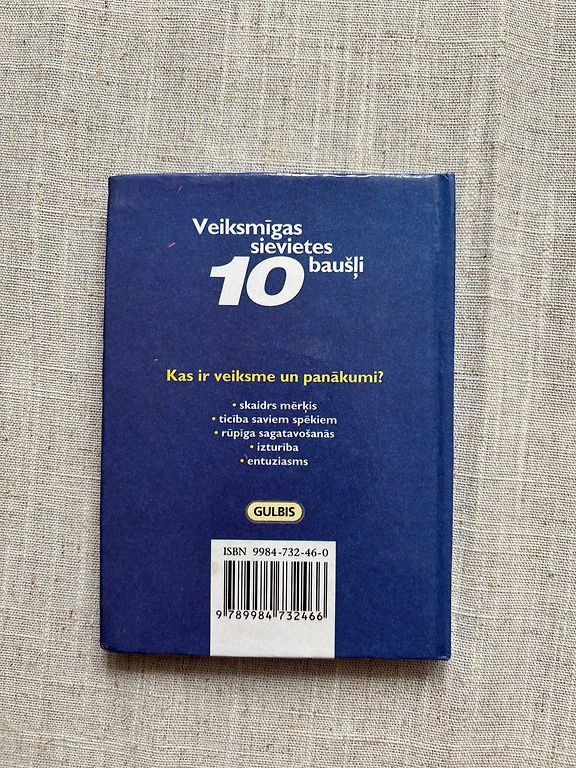 Veiksmīgas
sievietes
10 baušļi
Kas ir veiksme un panākumi?
• skaidrs mērķis
• ticība saviem spēkiem
• rūpīga sagatavošanās
• izturība
• entuziasms
GULBIS
ISBN 9984-732-46-0
9 789984 732466